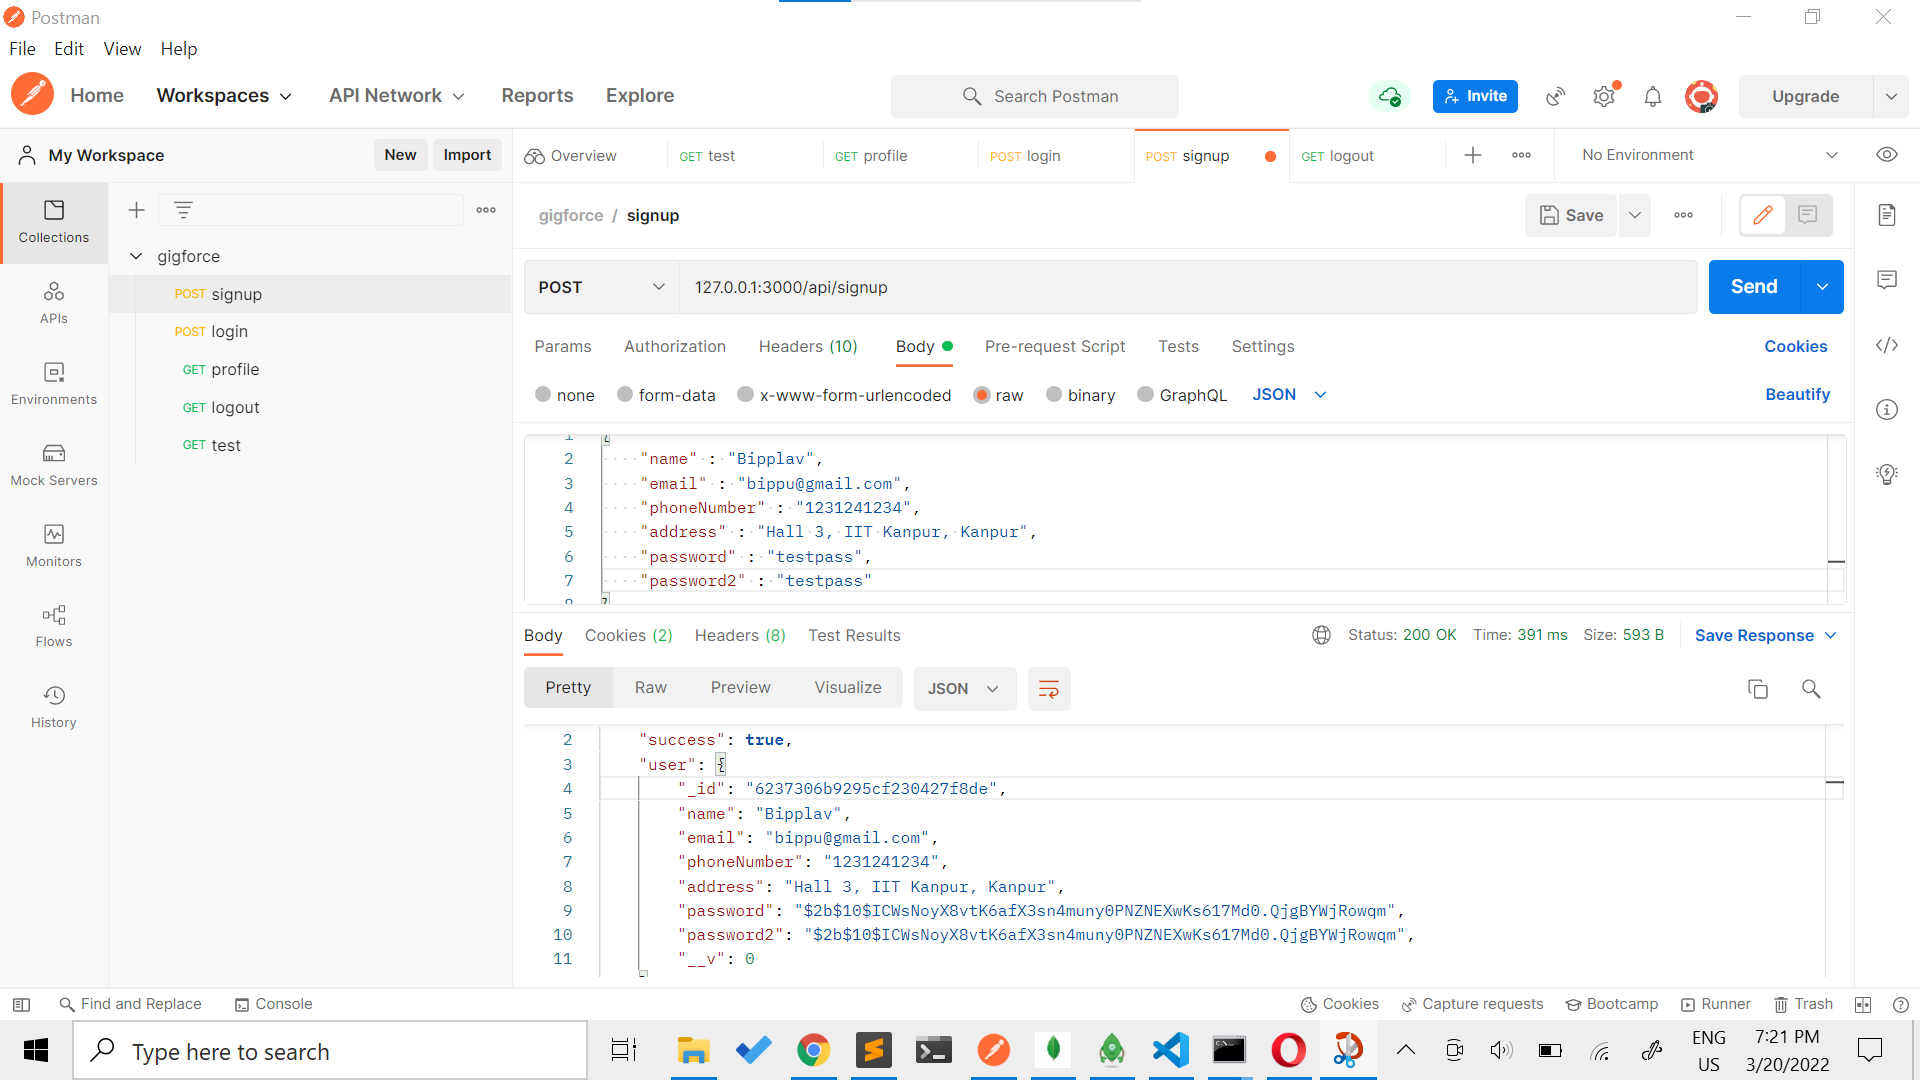 Postman
File Edit View Help
Home Workspaces API Network Reports Explore Search Postman Invite Upgrade
My Workspace New Import Overview GET test GET profile POST login POST signup GET logout No Environment
gigforce / signup Save
Collections
gigforce
POST signup
POST login
GET profile
GET logout
GET test
APIs
Environments
Mock Servers
Monitors
Flows
History
POST 127.0.0.1:3000/api/signup Send
Params Authorization Headers (10) Body Pre-request Script Tests Settings Cookies
none form-data x-www-form-urlencoded raw binary GraphQL JSON Beautify
1 {
2 "name" : "Bipplav",
3 "email" : "bippu@gmail.com",
4 "phoneNumber" : "1231241234",
5 "address" : "Hall 3, IIT Kanpur, Kanpur",
6 "password" : "testpass",
7 "password2" : "testpass"
8 }
Body Cookies (2) Headers (8) Test Results Status: 200 OK Time: 391 ms Size: 593 B Save Response
Pretty Raw Preview Visualize JSON
2 "success": true,
3 "user": {
4 "_id": "6237306b9295cf230427f8de",
5 "name": "Bipplav",
6 "email": "bippu@gmail.com",
7 "phoneNumber": "1231241234",
8 "address": "Hall 3, IIT Kanpur, Kanpur",
9 "password": "$2b$10$ICWsNoyX8vtK6afX3sn4muny0PNZNEXwKs617Md0.QjgBYWjRowqm",
10 "password2": "$2b$10$ICWsNoyX8vtK6afX3sn4muny0PNZNEXwKs617Md0.QjgBYWjRowqm",
11 "__v": 0
Find and Replace Console Cookies Capture requests Bootcamp Runner Trash
Type here to search
ENG
US
7:21 PM
3/20/2022